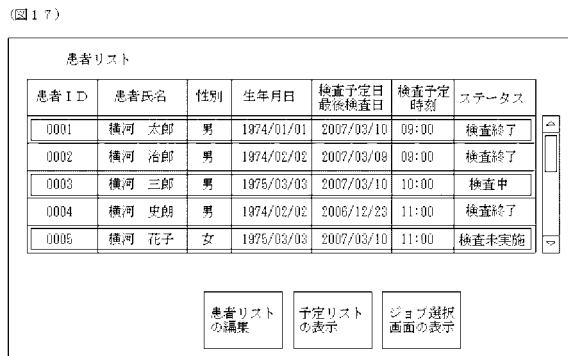 (図17)
患者リスト
患者ID 患者氏名 性別 生年月日 検査予定日 最後検査日 検査予定時刻 ステータス
0001 横河 太郎 男 1974/01/01 2007/03/10 09:00 検査終了
0002 横河 治郎 男 1974/02/02 2007/03/09 09:00 検査終了
0003 横河 三郎 男 1975/03/03 2007/03/10 10:00 検査中
0004 横河 史朗 男 1974/02/02 2006/12/23 11:00 検査終了
0005 横河 花子 女 1975/03/03 2007/03/10 11:00 検査未実施
患者リストの編集 予定リストの表示 ジョブ選択画面の表示